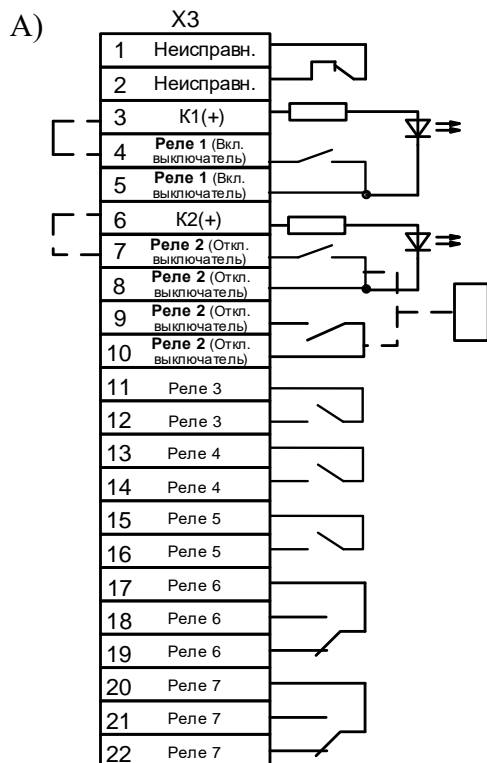 А)
X3
1 Неисправн.
2 Неисправн.
3 К1(+)
4 Реле 1 (Вкл.
выключатель)
5 Реле 1 (Вкл.
выключатель)
6 К2(+)
7 Реле 2 (Откл.
выключатель)
8 Реле 2 (Откл.
выключатель)
9 Реле 2 (Откл.
выключатель)
10 Реле 2 (Откл.
выключатель)
11 Реле 3
12 Реле 3
13 Реле 4
14 Реле 4
15 Реле 5
16 Реле 5
17 Реле 6
18 Реле 6
19 Реле 6
20 Реле 7
21 Реле 7
22 Реле 7